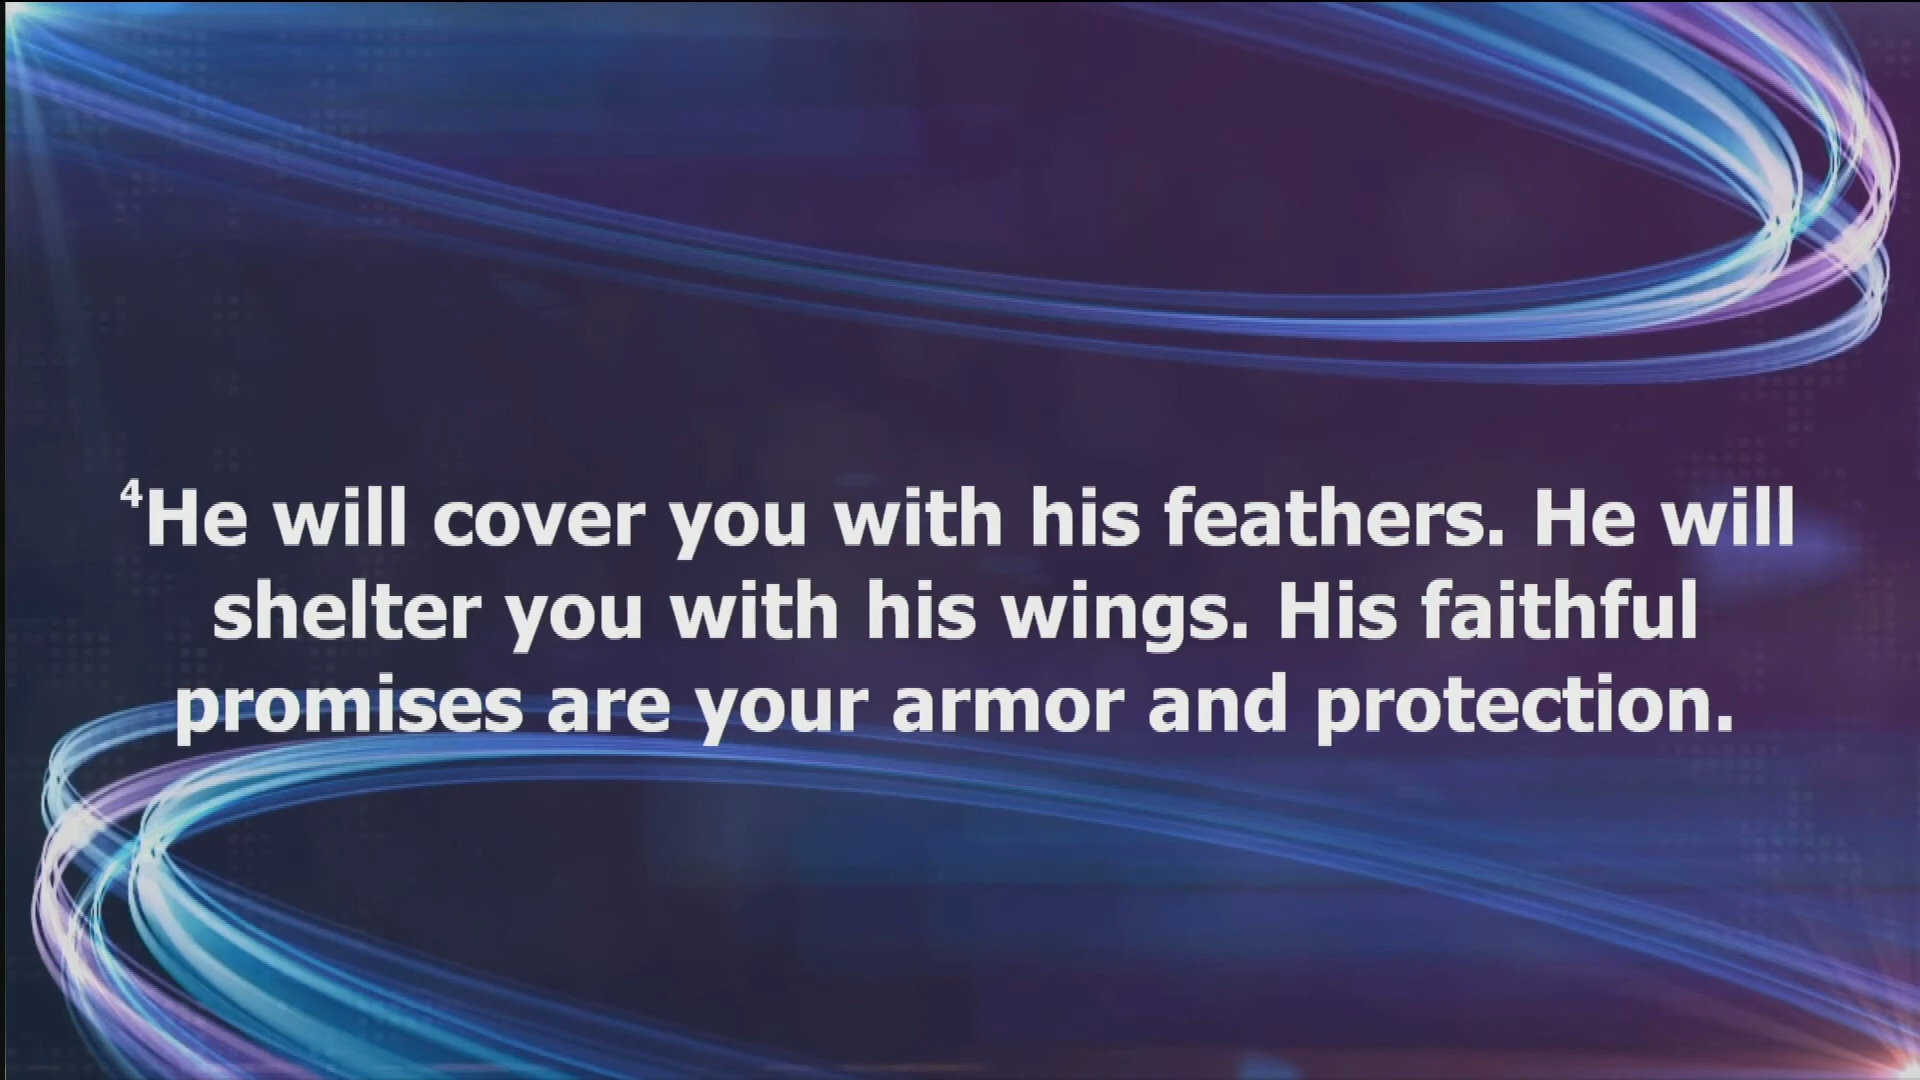 4He will cover you with his feathers. He will
shelter you with his wings. His faithful
promises are your armor and protection.